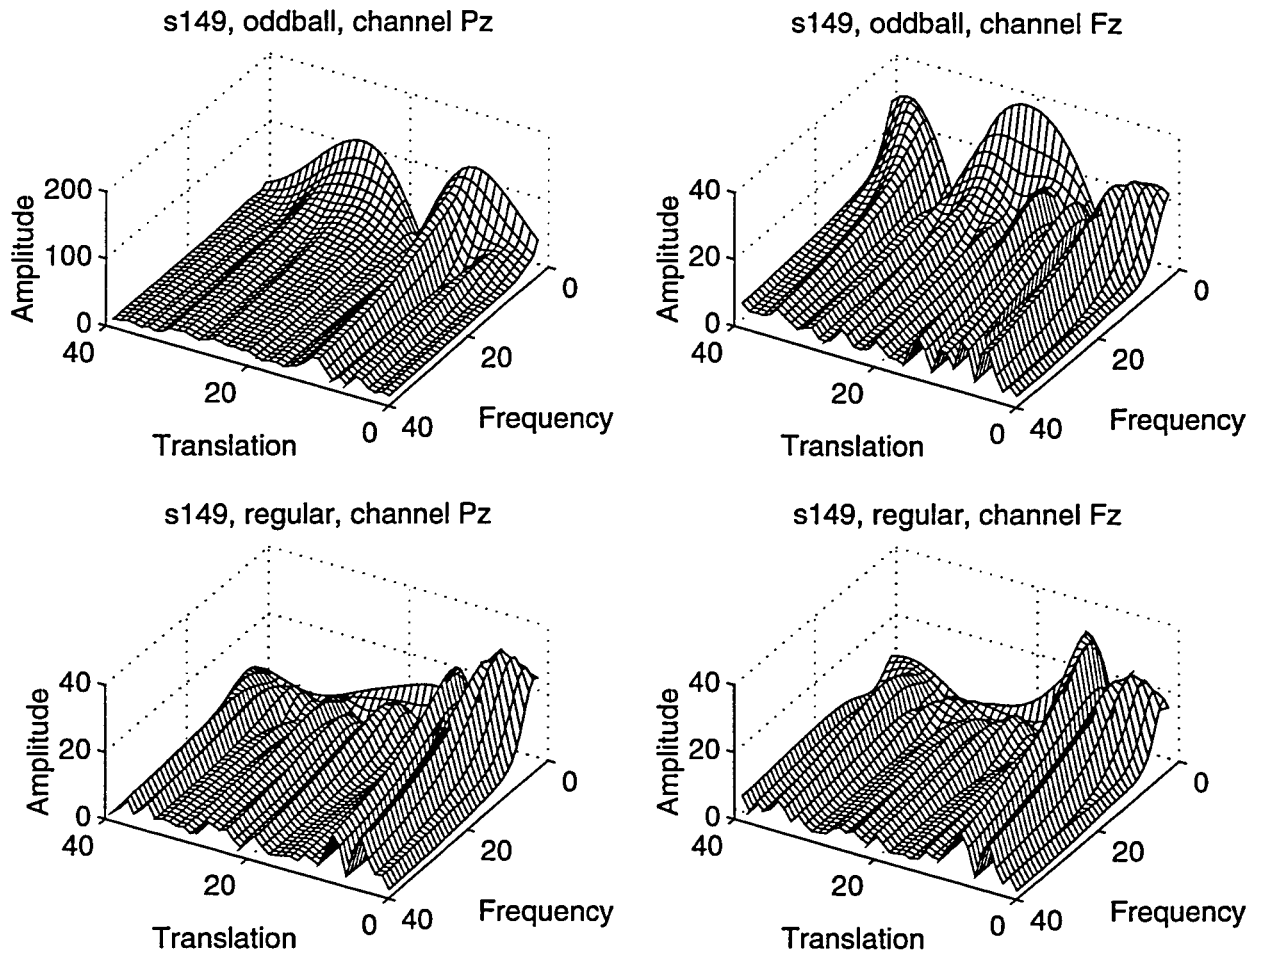 s149, oddball, channel Pz
Amplitude
200
100
0
40
20
0
Translation
40
20
0
Frequency
s149, oddball, channel Fz
Amplitude
40
20
0
40
20
0
Translation
40
20
0
Frequency
s149, regular, channel Pz
Amplitude
40
20
0
40
20
0
Translation
40
20
0
Frequency
s149, regular, channel Fz
Amplitude
40
20
0
40
20
0
Translation
40
20
0
Frequency